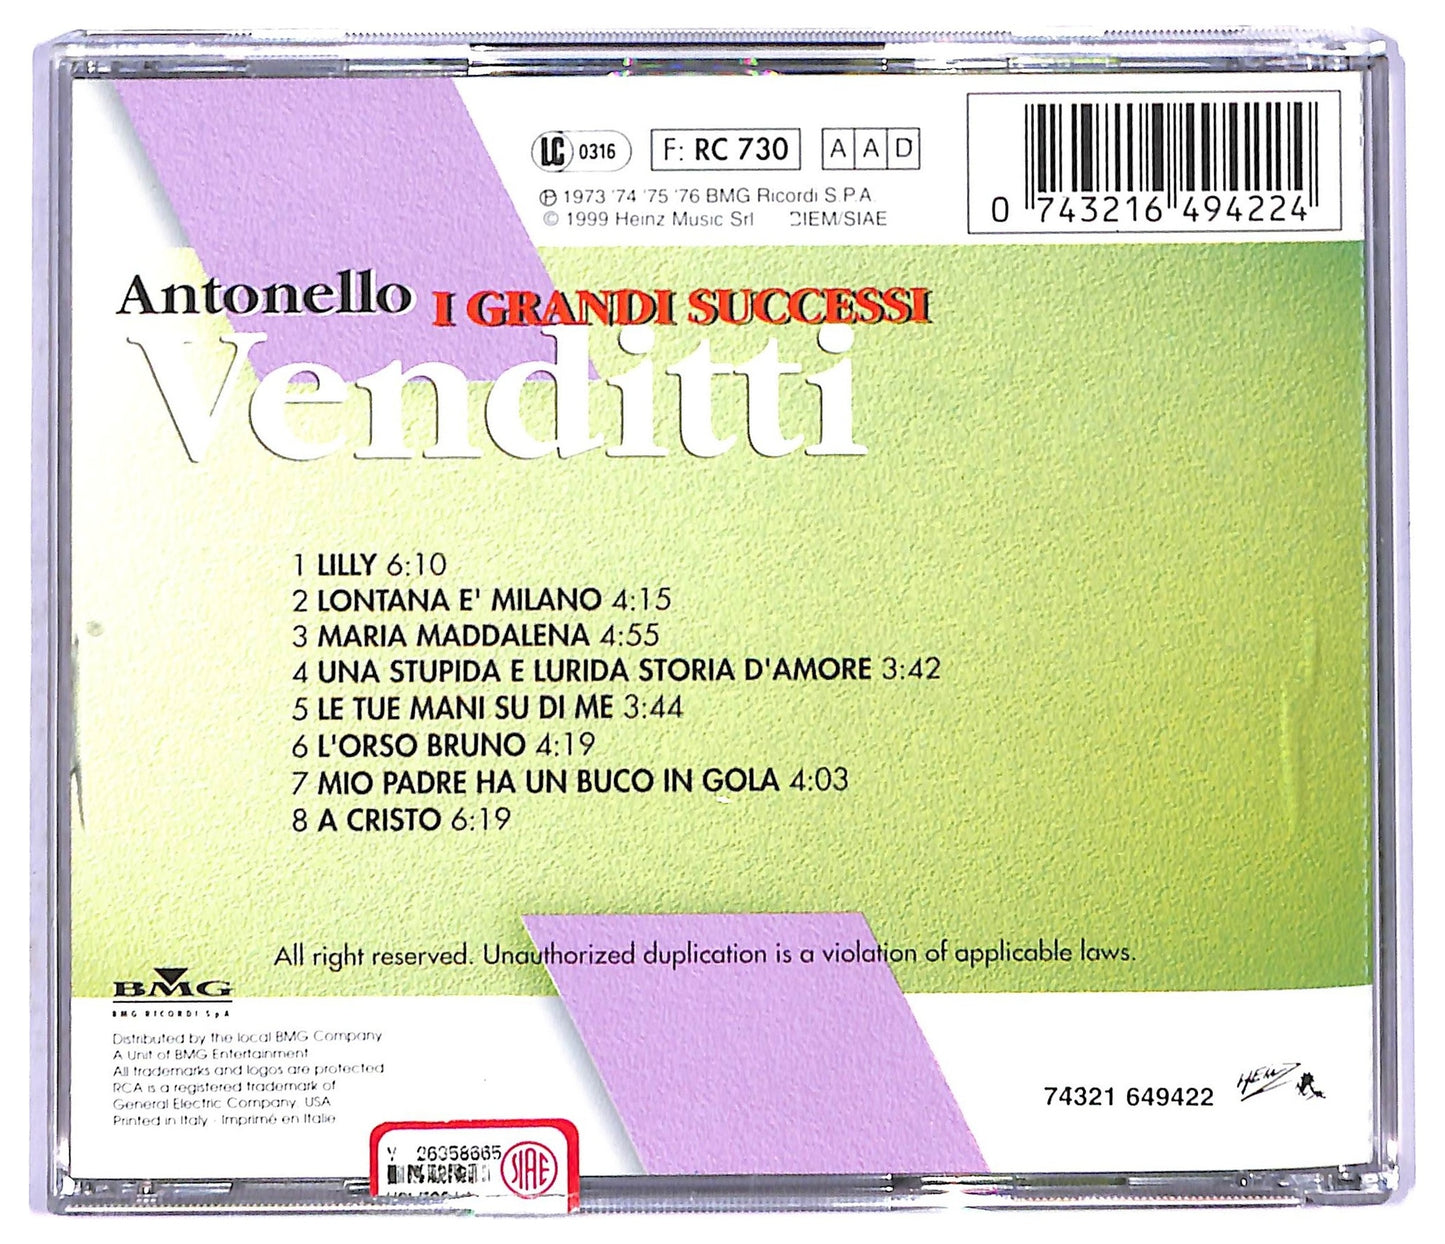 LC 0316 F: RC 730 A A D
℗ 1973 '74 '75 '76 BMG Ricordi S.P.A.
© 1999 Heinz Music Srl BIEM/SIAE
0 743216 494224
Antonello I GRANDI SUCCESSI
Venditti
1 LILLY 6:10
2 LONTANA E' MILANO 4:15
3 MARIA MADDALENA 4:55
4 UNA STUPIDA E LURIDA STORIA D'AMORE 3:42
5 LE TUE MANI SU DI ME 3:44
6 L'ORSO BRUNO 4:19
7 MIO PADRE HA UN BUCO IN GOLA 4:03
8 A CRISTO 6:19
All right reserved. Unauthorized duplication is a violation of applicable laws.
BMG
BMG RICORDI SpA
Distributed by the local BMG Company
A Unit of BMG Entertainment
All trademarks and logos are protected
RCA is a registered trademark of
General Electric Company, USA
Printed in Italy - Imprimé en Italie
74321 649422 HEINZ
V 26358665
SIAE